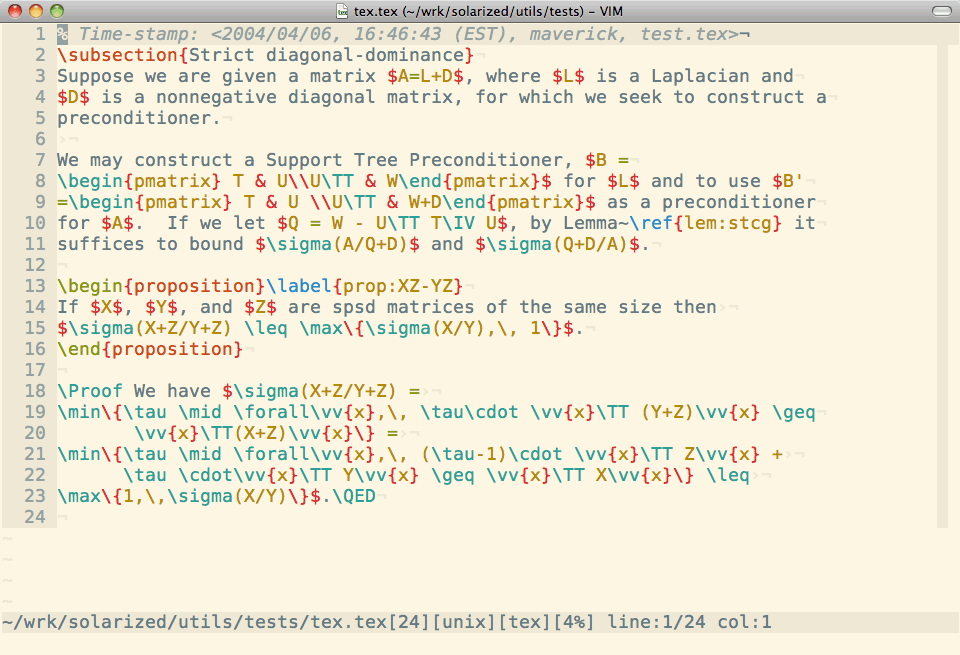 tex.tex (~/wrk/solarized/utils/tests) - VIM
1 % Time-stamp: <2004/04/06, 16:46:43 (EST), maverick, test.tex>¬
2 \subsection{Strict diagonal-dominance}¬
3 Suppose we are given a matrix $A=L+D$, where $L$ is a Laplacian and¬
4 $D$ is a nonnegative diagonal matrix, for which we seek to construct a¬
5 preconditioner.¬
6 ›¬
7 We may construct a Support Tree Preconditioner, $B =¬
8 \begin{pmatrix} T & U\\U\TT & W\end{pmatrix}$ for $L$ and to use $B'¬
9 =\begin{pmatrix} T & U \\U\TT & W+D\end{pmatrix}$ as a preconditioner¬
10 for $A$.  If we let $Q = W - U\TT T\IV U$, by Lemma~\ref{lem:stcg} it¬
11 suffices to bound $\sigma(A/Q+D)$ and $\sigma(Q+D/A)$.¬
12 ¬
13 \begin{proposition}\label{prop:XZ-YZ}¬
14 If $X$, $Y$, and $Z$ are spsd matrices of the same size then›¬
15 $\sigma(X+Z/Y+Z) \leq \max\{\sigma(X/Y),\, 1\}$.¬
16 \end{proposition}¬
17 ¬
18 \Proof We have $\sigma(X+Z/Y+Z) =›¬
19 \min\{\tau \mid \forall\vv{x},\, \tau\cdot \vv{x}\TT (Y+Z)\vv{x} \geq¬
20        \vv{x}\TT(X+Z)\vv{x}\} =›¬
21 \min\{\tau \mid \forall\vv{x},\, (\tau-1)\cdot \vv{x}\TT Z\vv{x} +›¬
22       \tau \cdot\vv{x}\TT Y\vv{x} \geq \vv{x}\TT X\vv{x}\} \leq›¬
23 \max\{1,\,\sigma(X/Y)\}$.\QED¬
24 ¬
~
~
~
~
~/wrk/solarized/utils/tests/tex.tex[24][unix][tex][4%] line:1/24 col:1